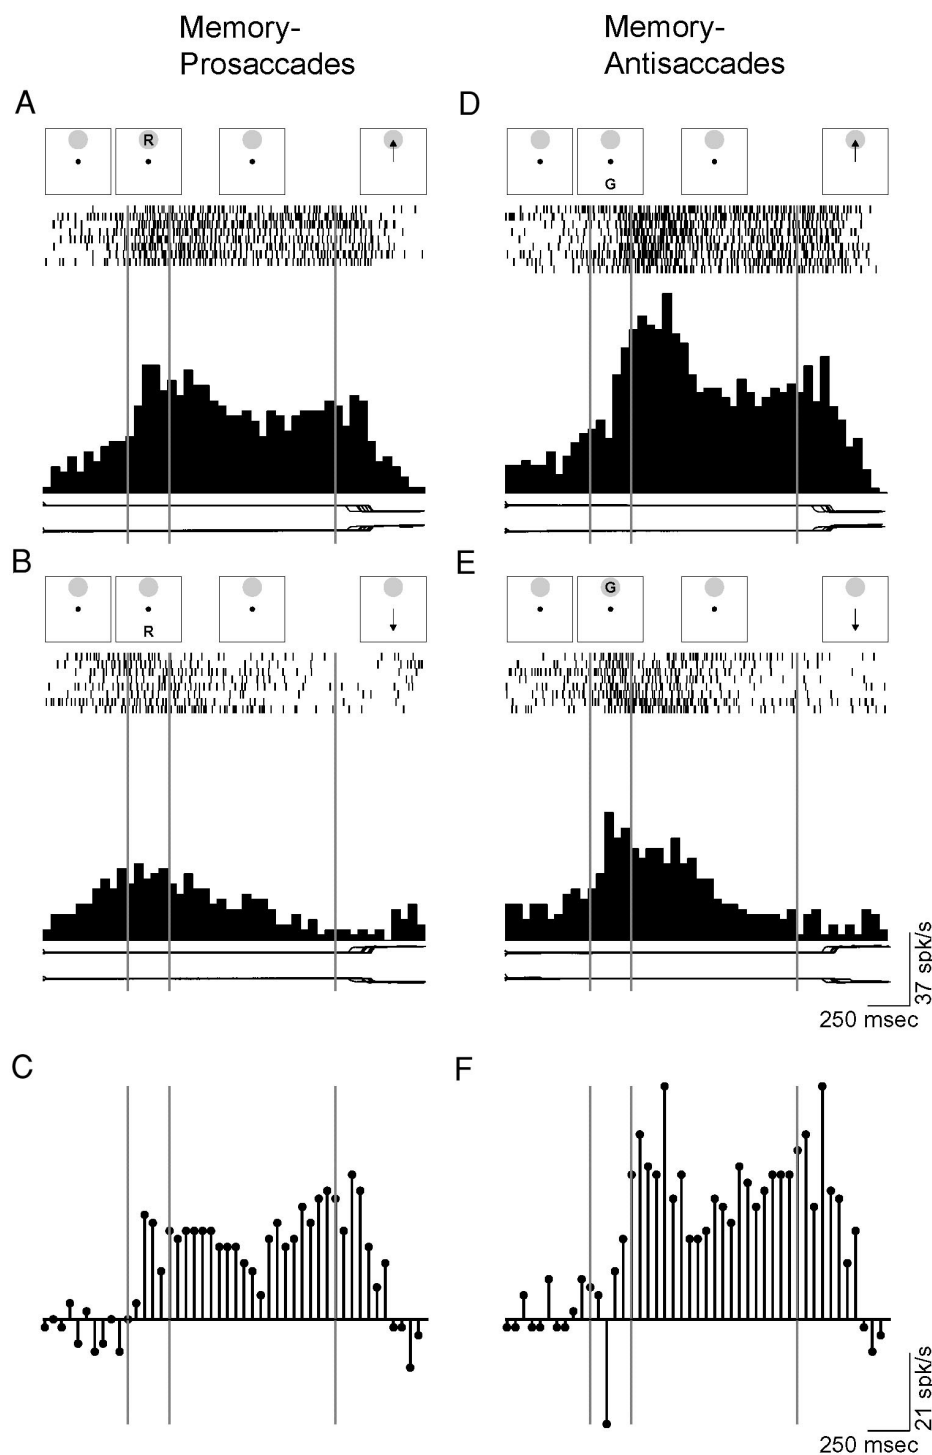 Memory-
Prosaccades
Memory-
Antisaccades
A
D
R
G
B
E
R
G
37 spk/s
250 msec
C
F
21 spk/s
250 msec